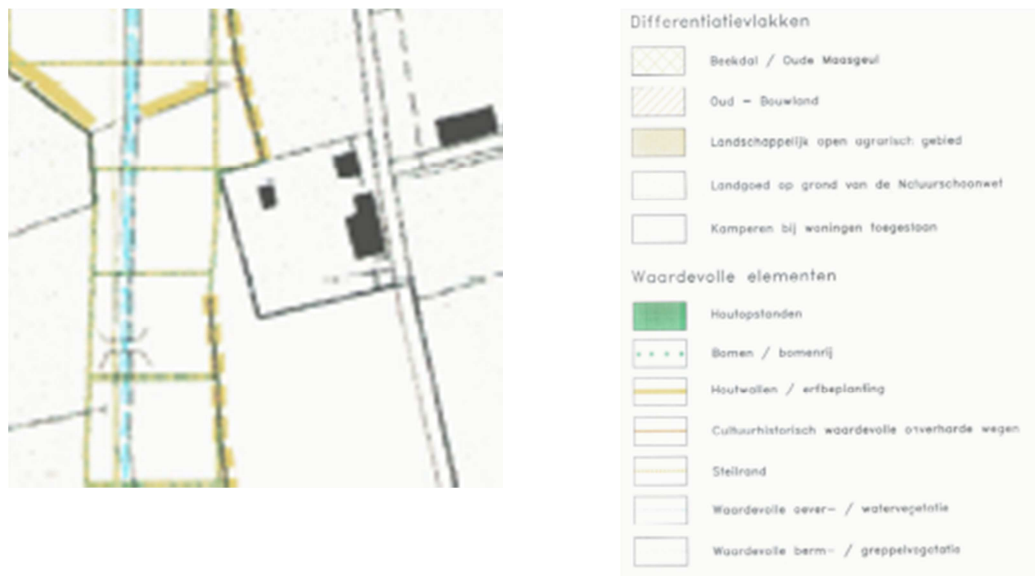 Differentiatievlakken
Beekdal / Oude Maasgeul
Oud - Bouwland
Landschappelijk open agrarisch gebied
Landgoed op grond van de Natuurschoonwet
Kamperen bij woningen toegestaan
Waardevolle elementen
Houtopstanden
Bomen / bomenrij
Houtwallen / erfbeplanting
Cultuurhistorisch waardevolle onverharde wegen
Steilrand
Waardevolle oever- / watervegetatie
Waardevolle berm- / greppelvegetatie